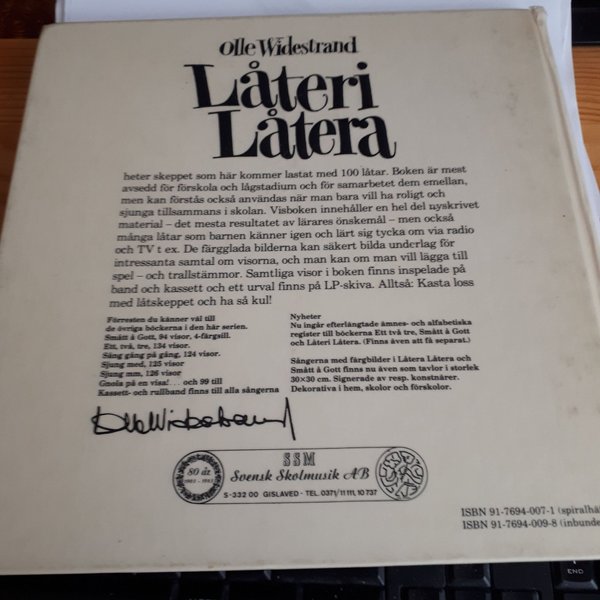 Olle Widestrand
Låteri
Låtera
heter skeppet som här kommer lastat med 100 låtar. Boken är mest
avsedd för förskola och lågstadium och för samarbetet dem emellan,
men kan förstås också användas när man bara vill ha roligt och
sjunga tillsammans i skolan. Visboken innehåller en hel del nyskrivet
material – det mesta resultatet av lärares önskemål – men också
många låtar som barnen känner igen och lärt sig tycka om via radio
och TV t ex. De färgglada bilderna kan säkert bilda underlag för
intressanta samtal om visorna, och man kan om man vill lägga till
spel – och trallstämmor. Samtliga visor i boken finns inspelade på
band och kassett och ett urval finns på LP-skiva. Alltså: Kasta loss
med låtskeppet och ha så kul!
Förresten du känner väl till
de övriga böckerna i den här serien.
Smått å Gott, 94 visor, 4-färgsill.
Ett, två, tre, 134 visor.
Sång gång på gång, 124 visor.
Sjung med, 125 visor
Sjung mm, 126 visor
Gnola på en visa!... och 99 till
Kassett- och rullband finns till alla sångerna
Nyheter
Nu ingår efterlängtade ämnes- och alfabetiska
register till böckerna Ett två tre, Smått å Gott
och Låteri Låtera. (Finns även att få separat.)
Sångerna med färgbilder i Låtera Låtera och
Smått å Gott finns nu även som tavlor i storlek
30×30 cm. Signerade av resp. konstnärer.
Dekorativa i hem, skolor och förskolor.
80 år
SSM
Svensk Skolmusik AB
S-332 00 GISLAVED - TEL. 0371/11 111, 10 737
ISBN 91-7694-007-1 (spiralhä
ISBN 91-7694-009-8 (inbunde
END